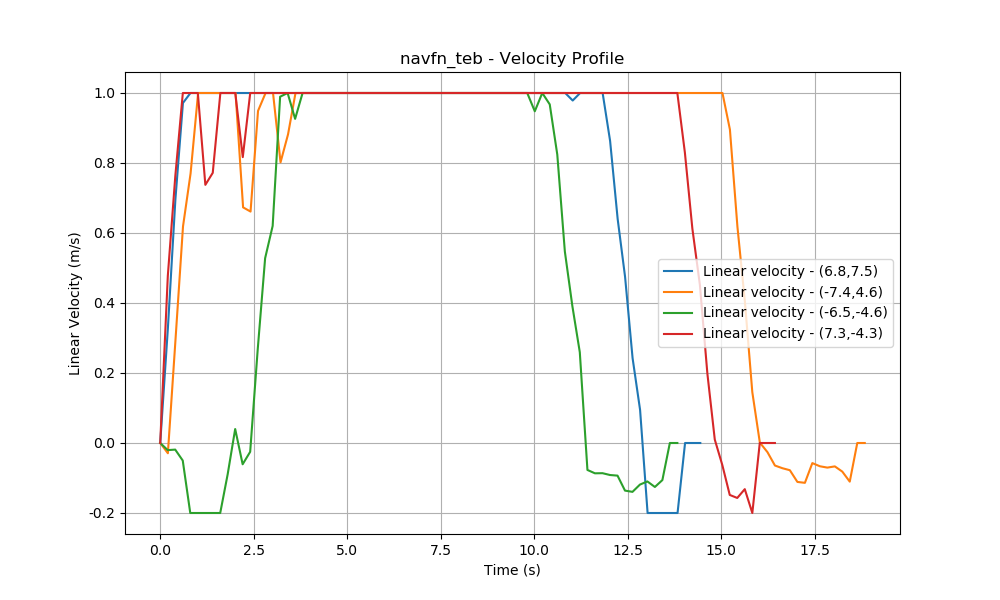 navfn_teb - Velocity Profile
Linear Velocity (m/s)
1.0
0.8
0.6
0.4
0.2
0.0
-0.2
Linear velocity - (6.8,7.5)
Linear velocity - (-7.4,4.6)
Linear velocity - (-6.5,-4.6)
Linear velocity - (7.3,-4.3)
0.0 2.5 5.0 7.5 10.0 12.5 15.0 17.5
Time (s)